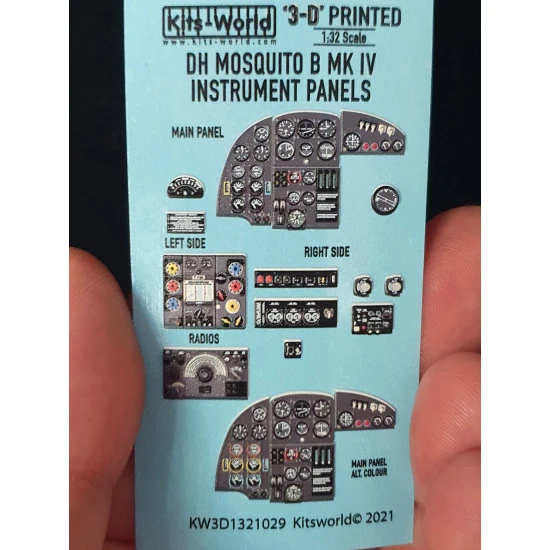 Kits-World "3-D" PRINTED
www.kits-world.com 1:32 Scale
DH MOSQUITO B MK IV
INSTRUMENT PANELS
MAIN PANEL
LEFT SIDE
RIGHT SIDE
RADIOS
MAIN PANEL
ALT. COLOUR
KW3D1321029 Kitsworld© 2021